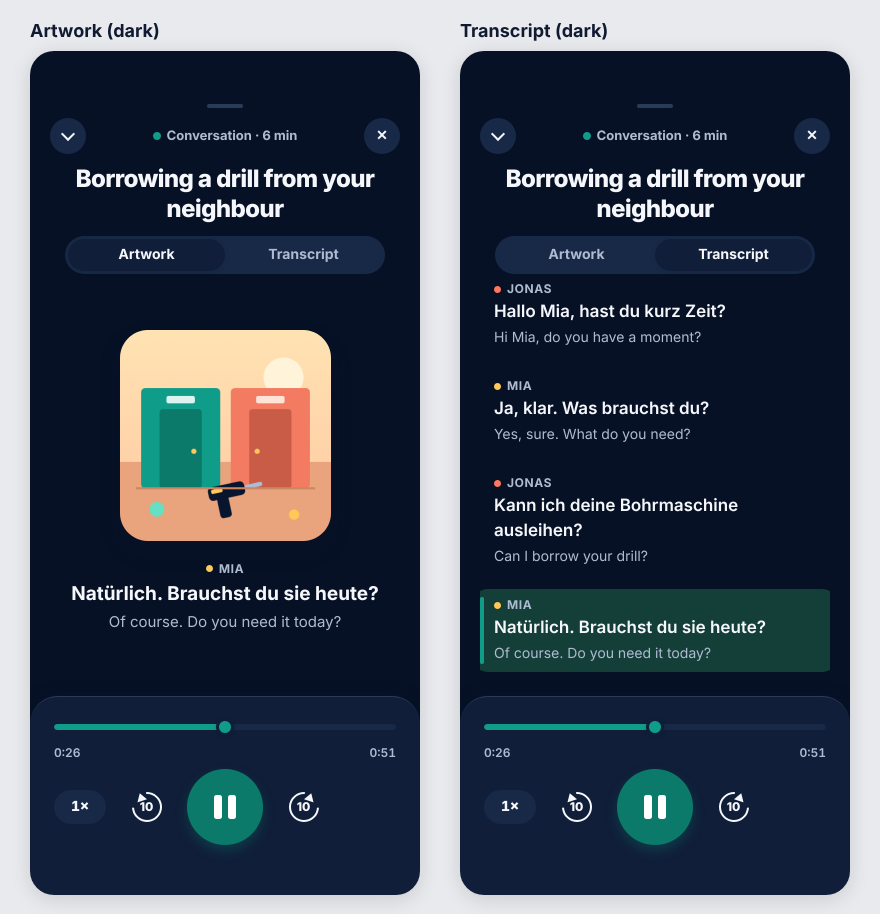 Artwork (dark)
Conversation · 6 min
Borrowing a drill from your
neighbour
Artwork
Transcript
MIA
Natürlich. Brauchst du sie heute?
Of course. Do you need it today?
0:26
0:51
1×
10
10
Transcript (dark)
Conversation · 6 min
Borrowing a drill from your
neighbour
Artwork
Transcript
JONAS
Hallo Mia, hast du kurz Zeit?
Hi Mia, do you have a moment?
MIA
Ja, klar. Was brauchst du?
Yes, sure. What do you need?
JONAS
Kann ich deine Bohrmaschine
ausleihen?
Can I borrow your drill?
MIA
Natürlich. Brauchst du sie heute?
Of course. Do you need it today?
0:26
0:51
1×
10
10